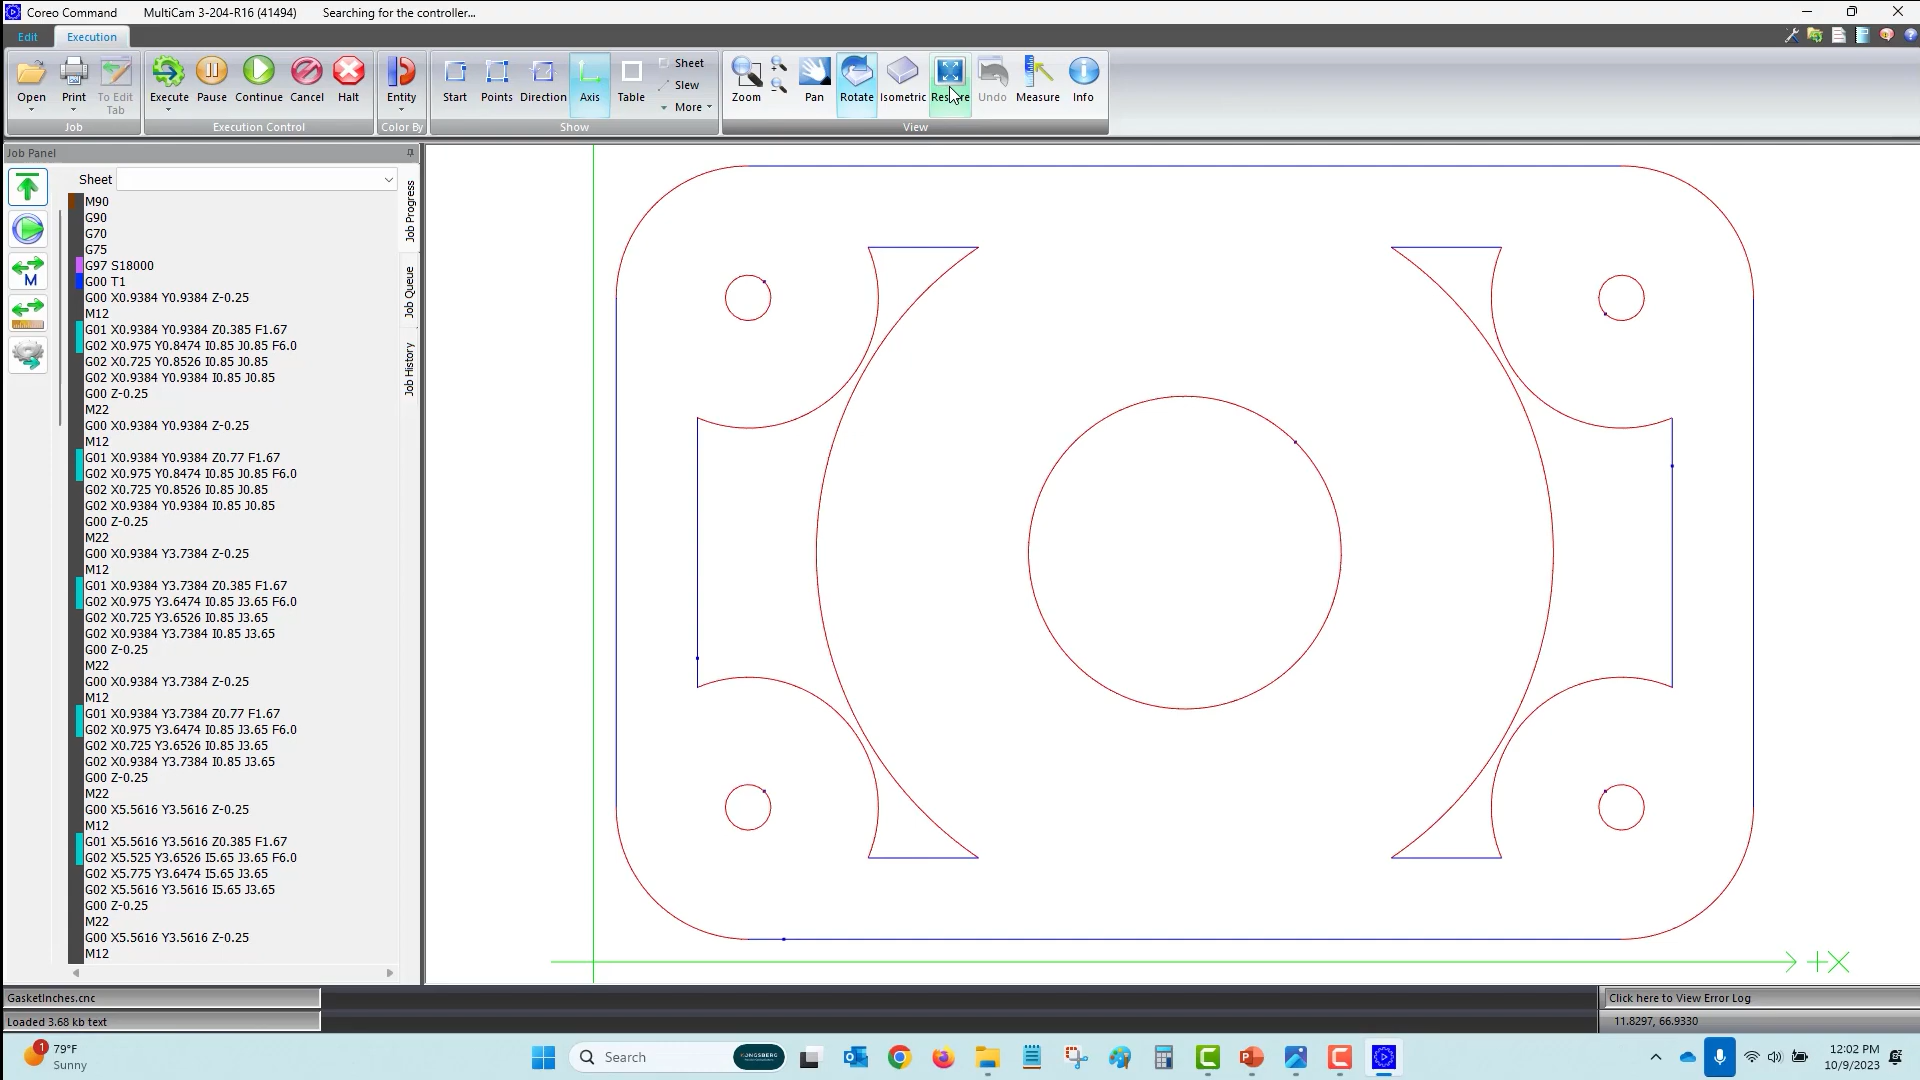 Coreo Command MultiCam 3-204-R16 (41494) Searching for the controller...
Edit Execution
Open Print To Edit Tab Execute Pause Continue Cancel Halt Entity Start Points Direction Axis Table Sheet Slew More Zoom Pan Rotate Isometric Restore Undo Measure Info
Job Execution Control Color By Show View
Job Panel
Sheet
Job Progress
Job Queue
Job History
M
M90
G90
G70
G75
G97 S18000
G00 T1
G00 X0.9384 Y0.9384 Z-0.25
M12
G01 X0.9384 Y0.9384 Z0.385 F1.67
G02 X0.975 Y0.8474 I0.85 J0.85 F6.0
G02 X0.725 Y0.8526 I0.85 J0.85
G02 X0.9384 Y0.9384 I0.85 J0.85
G00 Z-0.25
M22
G00 X0.9384 Y0.9384 Z-0.25
M12
G01 X0.9384 Y0.9384 Z0.77 F1.67
G02 X0.975 Y0.8474 I0.85 J0.85 F6.0
G02 X0.725 Y0.8526 I0.85 J0.85
G02 X0.9384 Y0.9384 I0.85 J0.85
G00 Z-0.25
M22
G00 X0.9384 Y3.7384 Z-0.25
M12
G01 X0.9384 Y3.7384 Z0.385 F1.67
G02 X0.975 Y3.6474 I0.85 J3.65 F6.0
G02 X0.725 Y3.6526 I0.85 J3.65
G02 X0.9384 Y3.7384 I0.85 J3.65
G00 Z-0.25
M22
G00 X0.9384 Y3.7384 Z-0.25
M12
G01 X0.9384 Y3.7384 Z0.77 F1.67
G02 X0.975 Y3.6474 I0.85 J3.65 F6.0
G02 X0.725 Y3.6526 I0.85 J3.65
G02 X0.9384 Y3.7384 I0.85 J3.65
G00 Z-0.25
M22
G00 X5.5616 Y3.5616 Z-0.25
M12
G01 X5.5616 Y3.5616 Z0.385 F1.67
G02 X5.525 Y3.6526 I5.65 J3.65 F6.0
G02 X5.775 Y3.6474 I5.65 J3.65
G02 X5.5616 Y3.5616 I5.65 J3.65
G00 Z-0.25
M22
G00 X5.5616 Y3.5616 Z-0.25
M12
+X
GasketInches.cnc Click here to View Error Log
Loaded 3.68 kb text 11.8297, 66.9330
1 79°F Sunny Search KONGSBERG 12:02 PM
10/9/2023